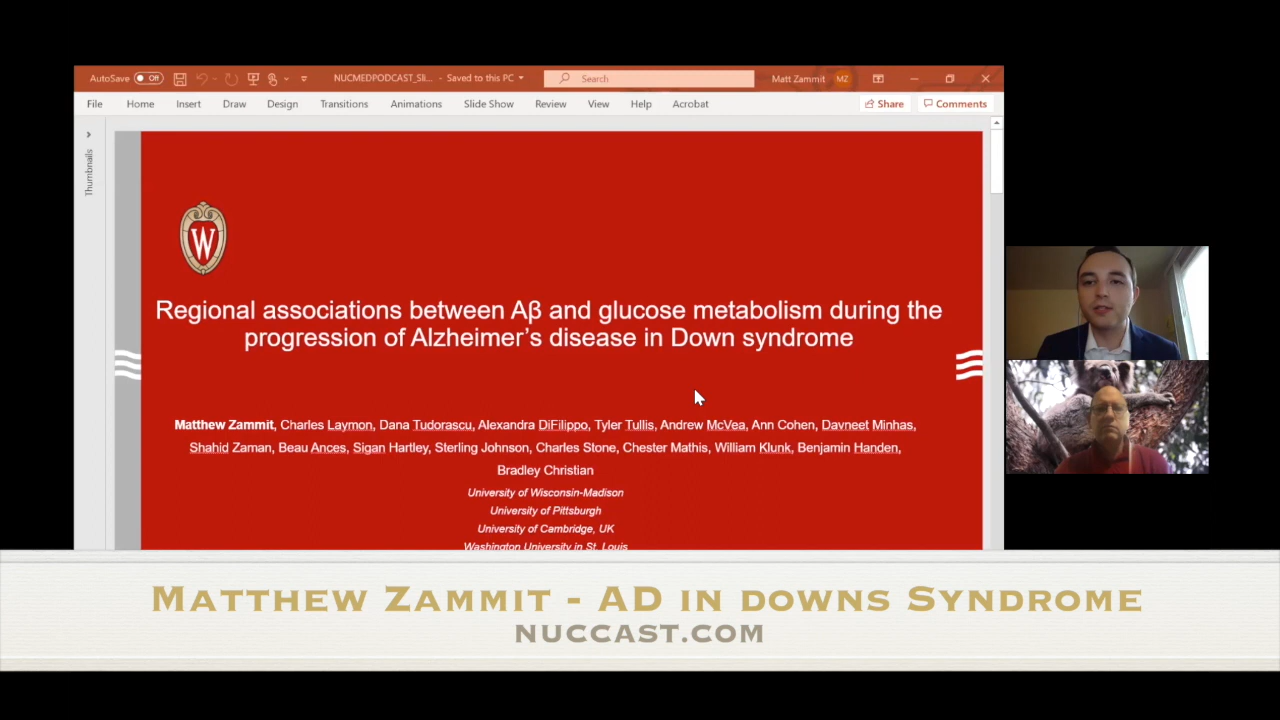 AutoSave Off NUCMEDPODCAST_Sli... - Saved to this PC Search Matt Zammit MZ
File Home Insert Draw Design Transitions Animations Slide Show Review View Help Acrobat Share Comments
Thumbnails
W
Regional associations between Aβ and glucose metabolism during the
progression of Alzheimer's disease in Down syndrome
Matthew Zammit, Charles Laymon, Dana Tudorascu, Alexandra DiFilippo, Tyler Tullis, Andrew McVea, Ann Cohen, Davneet Minhas,
Shahid Zaman, Beau Ances, Sigan Hartley, Sterling Johnson, Charles Stone, Chester Mathis, William Klunk, Benjamin Handen,
Bradley Christian
University of Wisconsin-Madison
University of Pittsburgh
University of Cambridge, UK
Washington University in St. Louis
Matthew Zammit - AD in downs Syndrome
nuccast.com